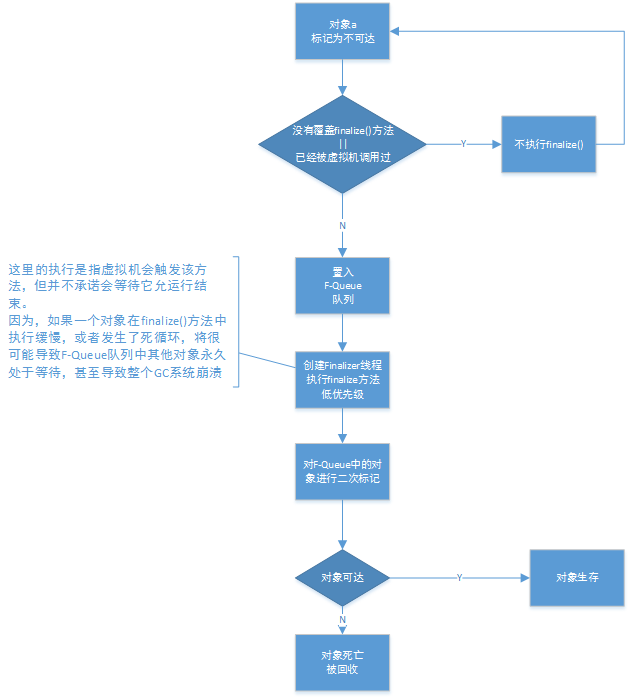 对象a
标记为不可达
没有覆盖finalize()方法
||
已经被虚拟机调用过
Y
不执行finalize()
N
置入
F-Queue
队列
这里的执行是指虚拟机会触发该方
法，但并不承诺会等待它允运行结
束。
因为，如果一个对象在finalize()方法中
执行缓慢，或者发生了死循环，将很
可能导致F-Queue队列中其他对象永久
处于等待，甚至导致整个GC系统崩溃
创建Finalizer线程
执行finalize方法
低优先级
对F-Queue中的对
象进行二次标记
对象可达
Y
对象生存
N
对象死亡
被回收